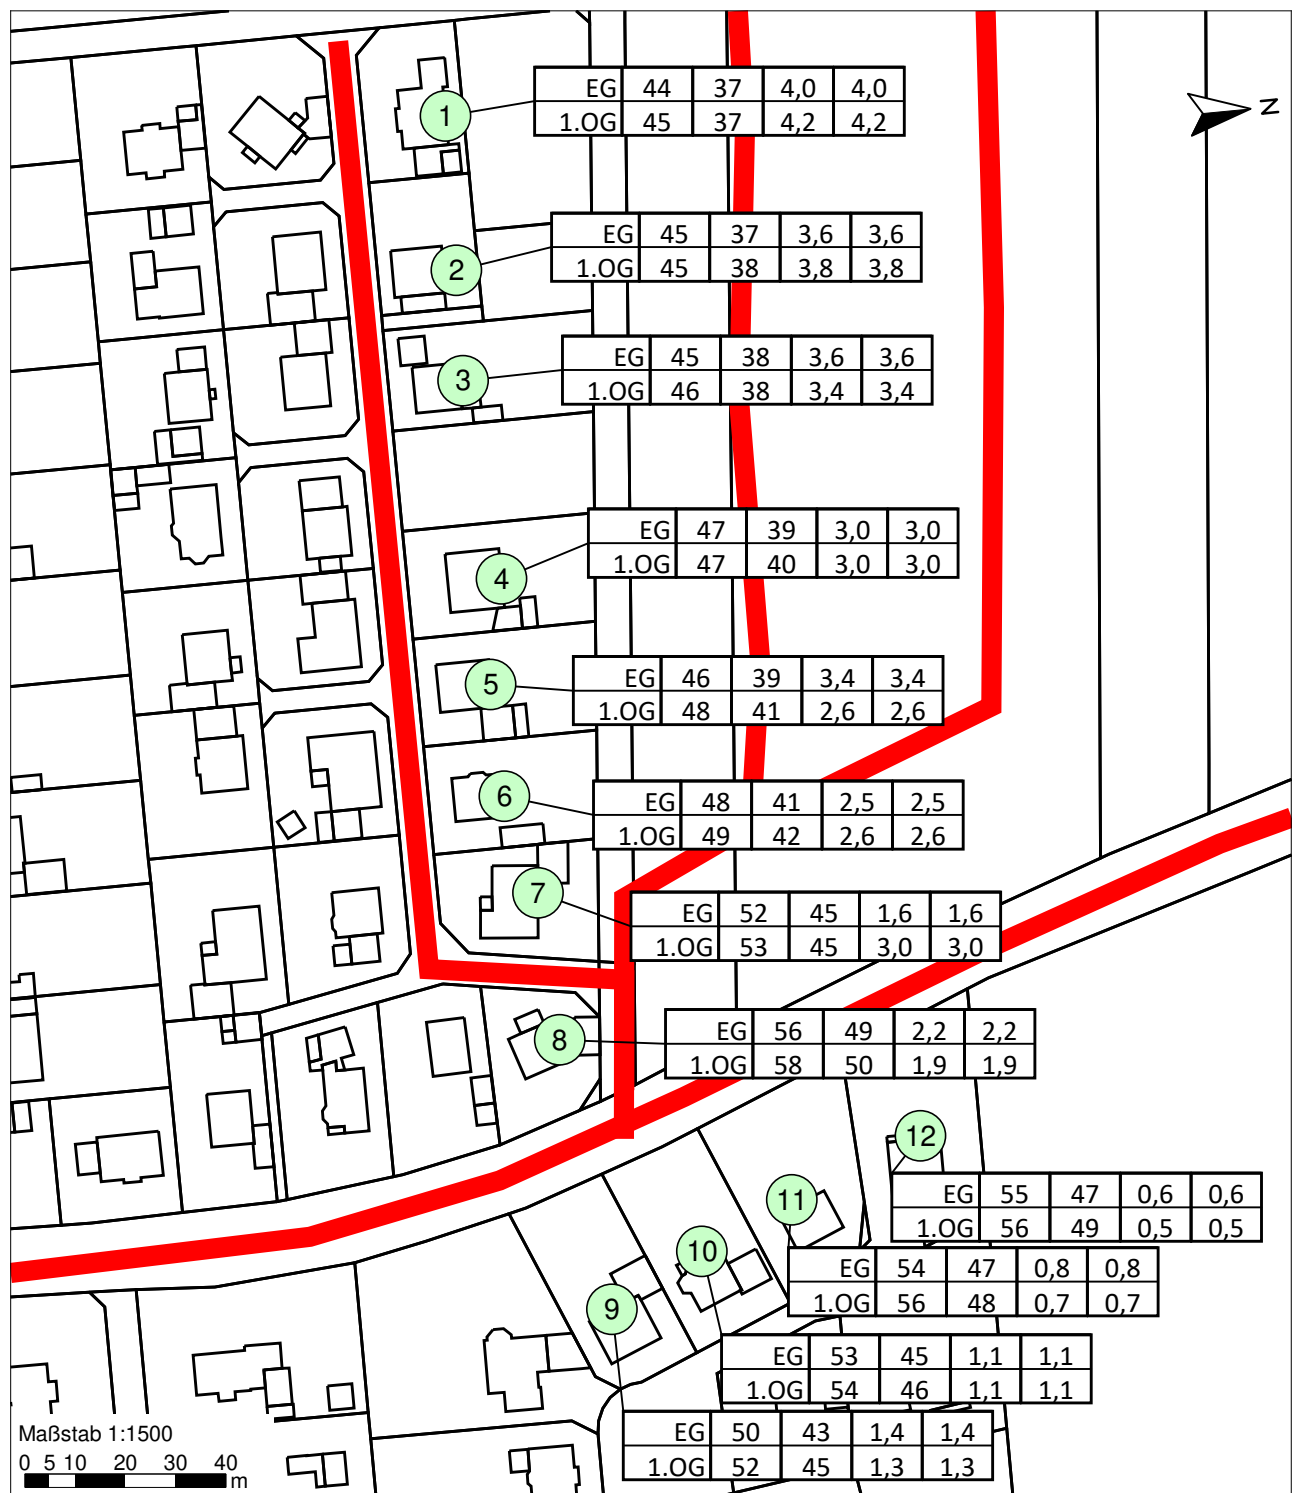 1
EG 44 37 4,0 4,0
1.OG 45 37 4,2 4,2
N
2
EG 45 37 3,6 3,6
1.OG 45 38 3,8 3,8
3
EG 45 38 3,6 3,6
1.OG 46 38 3,4 3,4
4
EG 47 39 3,0 3,0
1.OG 47 40 3,0 3,0
5
EG 46 39 3,4 3,4
1.OG 48 41 2,6 2,6
6
EG 48 41 2,5 2,5
1.OG 49 42 2,6 2,6
7
EG 52 45 1,6 1,6
1.OG 53 45 3,0 3,0
8
EG 56 49 2,2 2,2
1.OG 58 50 1,9 1,9
12
EG 55 47 0,6 0,6
1.OG 56 49 0,5 0,5
11
EG 54 47 0,8 0,8
1.OG 56 48 0,7 0,7
10
EG 53 45 1,1 1,1
1.OG 54 46 1,1 1,1
9
EG 50 43 1,4 1,4
1.OG 52 45 1,3 1,3
Maßstab 1:1500
0 5 10 20 30 40
m